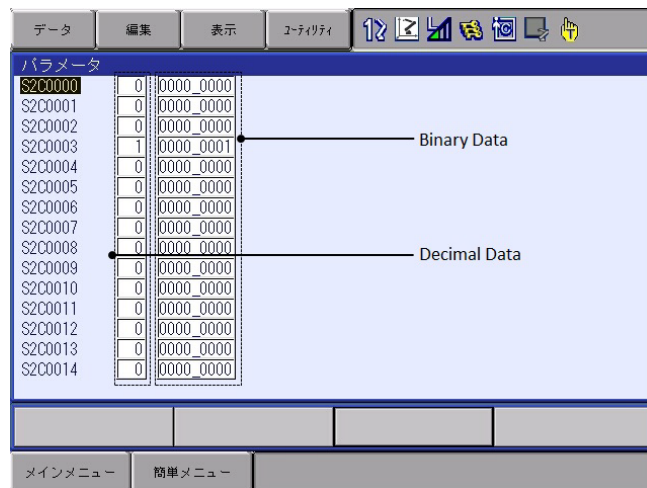 データ 編集 表示 ユーティリティ
パラメータ
S2C0000 0 0000_0000
S2C0001 0 0000_0000
S2C0002 0 0000_0000
S2C0003 1 0000_0001
S2C0004 0 0000_0000
S2C0005 0 0000_0000
S2C0006 0 0000_0000
S2C0007 0 0000_0000
S2C0008 0 0000_0000
S2C0009 0 0000_0000
S2C0010 0 0000_0000
S2C0011 0 0000_0000
S2C0012 0 0000_0000
S2C0013 0 0000_0000
S2C0014 0 0000_0000
Binary Data
Decimal Data
メインメニュー 簡単メニュー